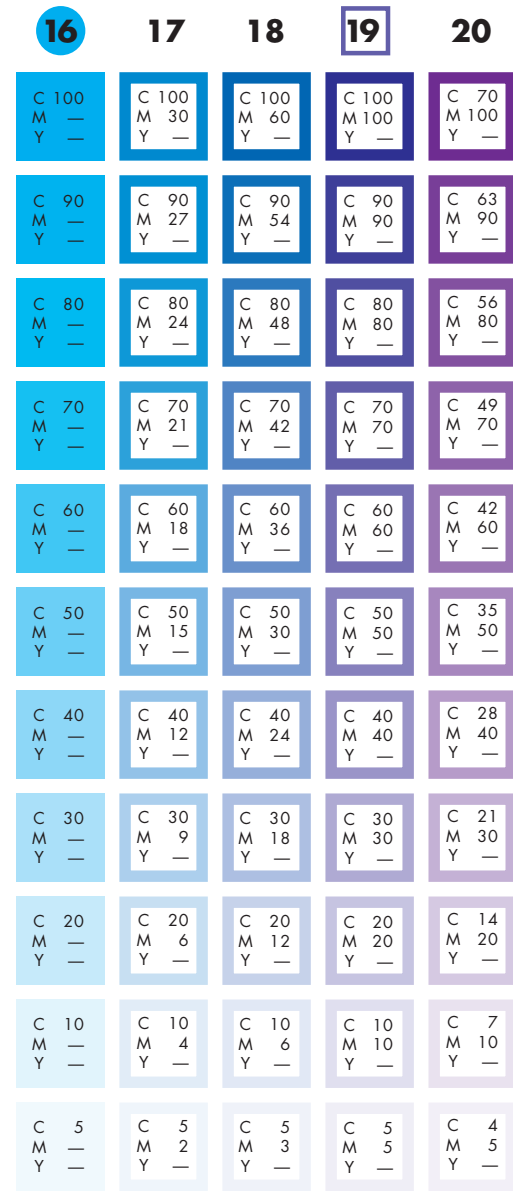 16 17 18 19 20
C 100 C 100 C 100 C 100 C 70
M — M 30 M 60 M 100 M 100
Y — Y — Y — Y — Y —
C 90 C 90 C 90 C 90 C 63
M — M 27 M 54 M 90 M 90
Y — Y — Y — Y — Y —
C 80 C 80 C 80 C 80 C 56
M — M 24 M 48 M 80 M 80
Y — Y — Y — Y — Y —
C 70 C 70 C 70 C 70 C 49
M — M 21 M 42 M 70 M 70
Y — Y — Y — Y — Y —
C 60 C 60 C 60 C 60 C 42
M — M 18 M 36 M 60 M 60
Y — Y — Y — Y — Y —
C 50 C 50 C 50 C 50 C 35
M — M 15 M 30 M 50 M 50
Y — Y — Y — Y — Y —
C 40 C 40 C 40 C 40 C 28
M — M 12 M 24 M 40 M 40
Y — Y — Y — Y — Y —
C 30 C 30 C 30 C 30 C 21
M — M 9 M 18 M 30 M 30
Y — Y — Y — Y — Y —
C 20 C 20 C 20 C 20 C 14
M — M 6 M 12 M 20 M 20
Y — Y — Y — Y — Y —
C 10 C 10 C 10 C 10 C 7
M — M 4 M 6 M 10 M 10
Y — Y — Y — Y — Y —
C 5 C 5 C 5 C 5 C 4
M — M 2 M 3 M 5 M 5
Y — Y — Y — Y — Y —